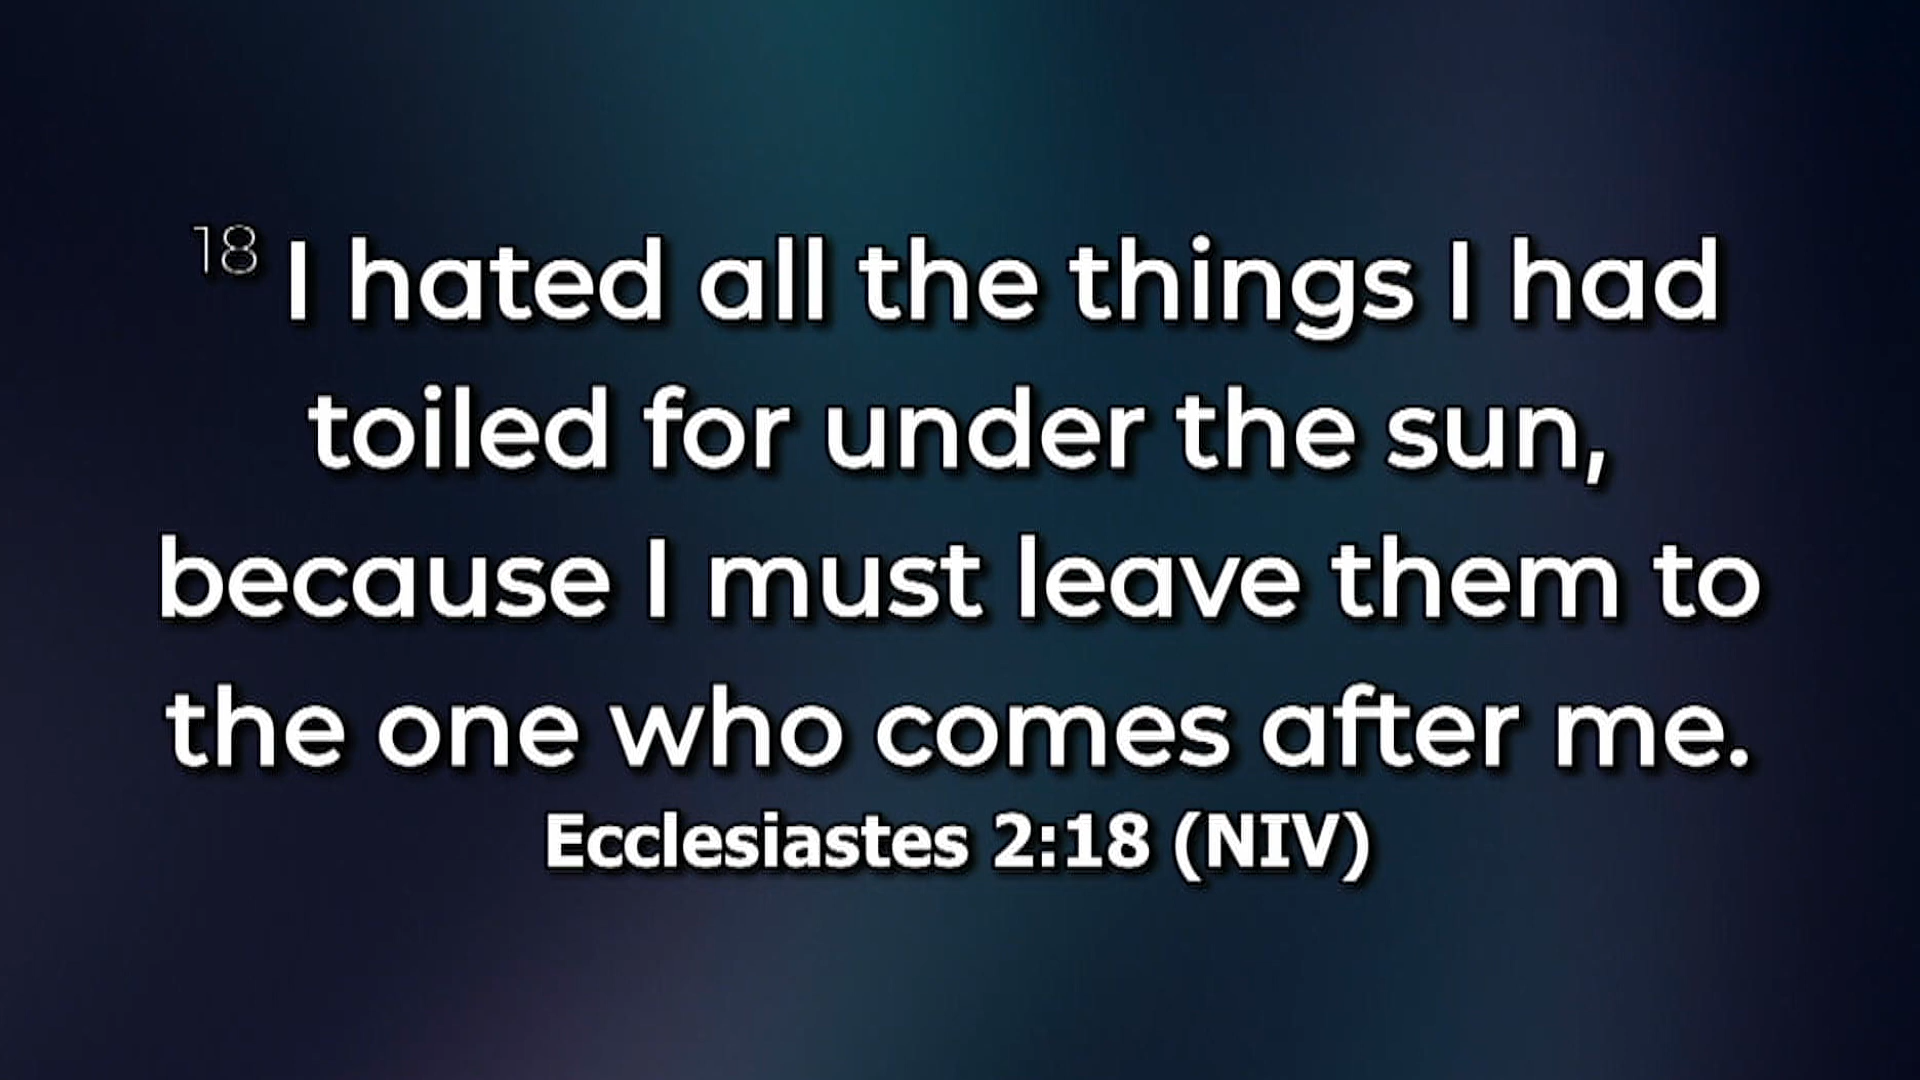 18 I hated all the things I had
toiled for under the sun,
because I must leave them to
the one who comes after me.
Ecclesiastes 2:18 (NIV)